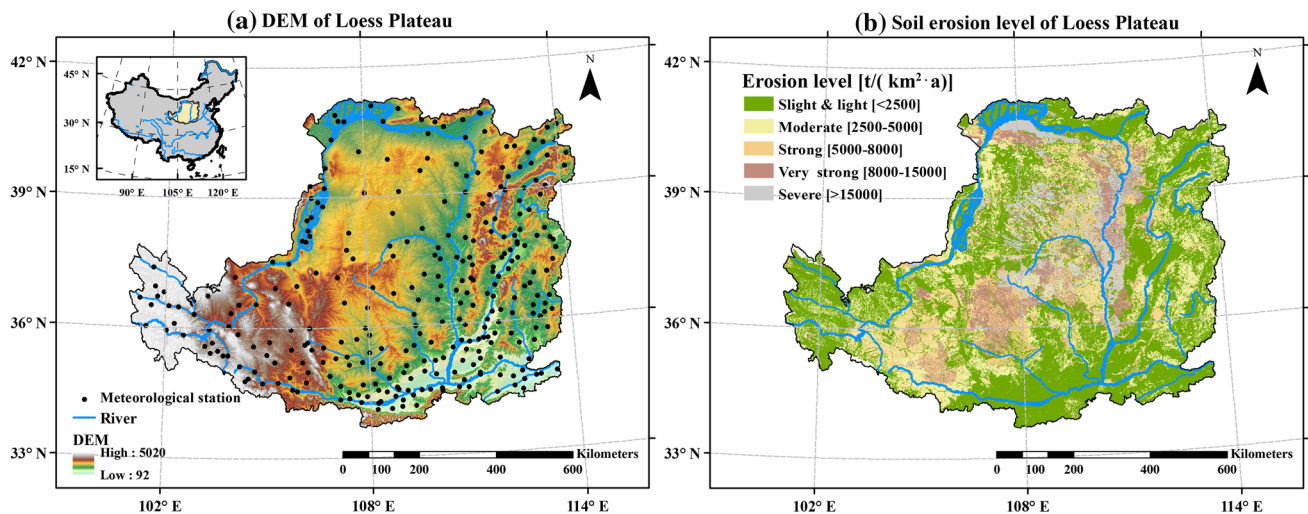 (a) DEM of Loess Plateau
42° N
39° N
36° N
33° N
45° N
30° N
15° N
90° E
105° E
120° E
N
Meteorological station
River
DEM
High : 5020
Low : 92
Kilometers
0 100 200 400 600
102° E
108° E
114° E
(b) Soil erosion level of Loess Plateau
42° N
39° N
36° N
33° N
N
Erosion level [t/( km²· a)]
Slight & light [<2500]
Moderate [2500-5000]
Strong [5000-8000]
Very strong [8000-15000]
Severe [>15000]
Kilometers
0 100 200 400 600
102° E
108° E
114° E